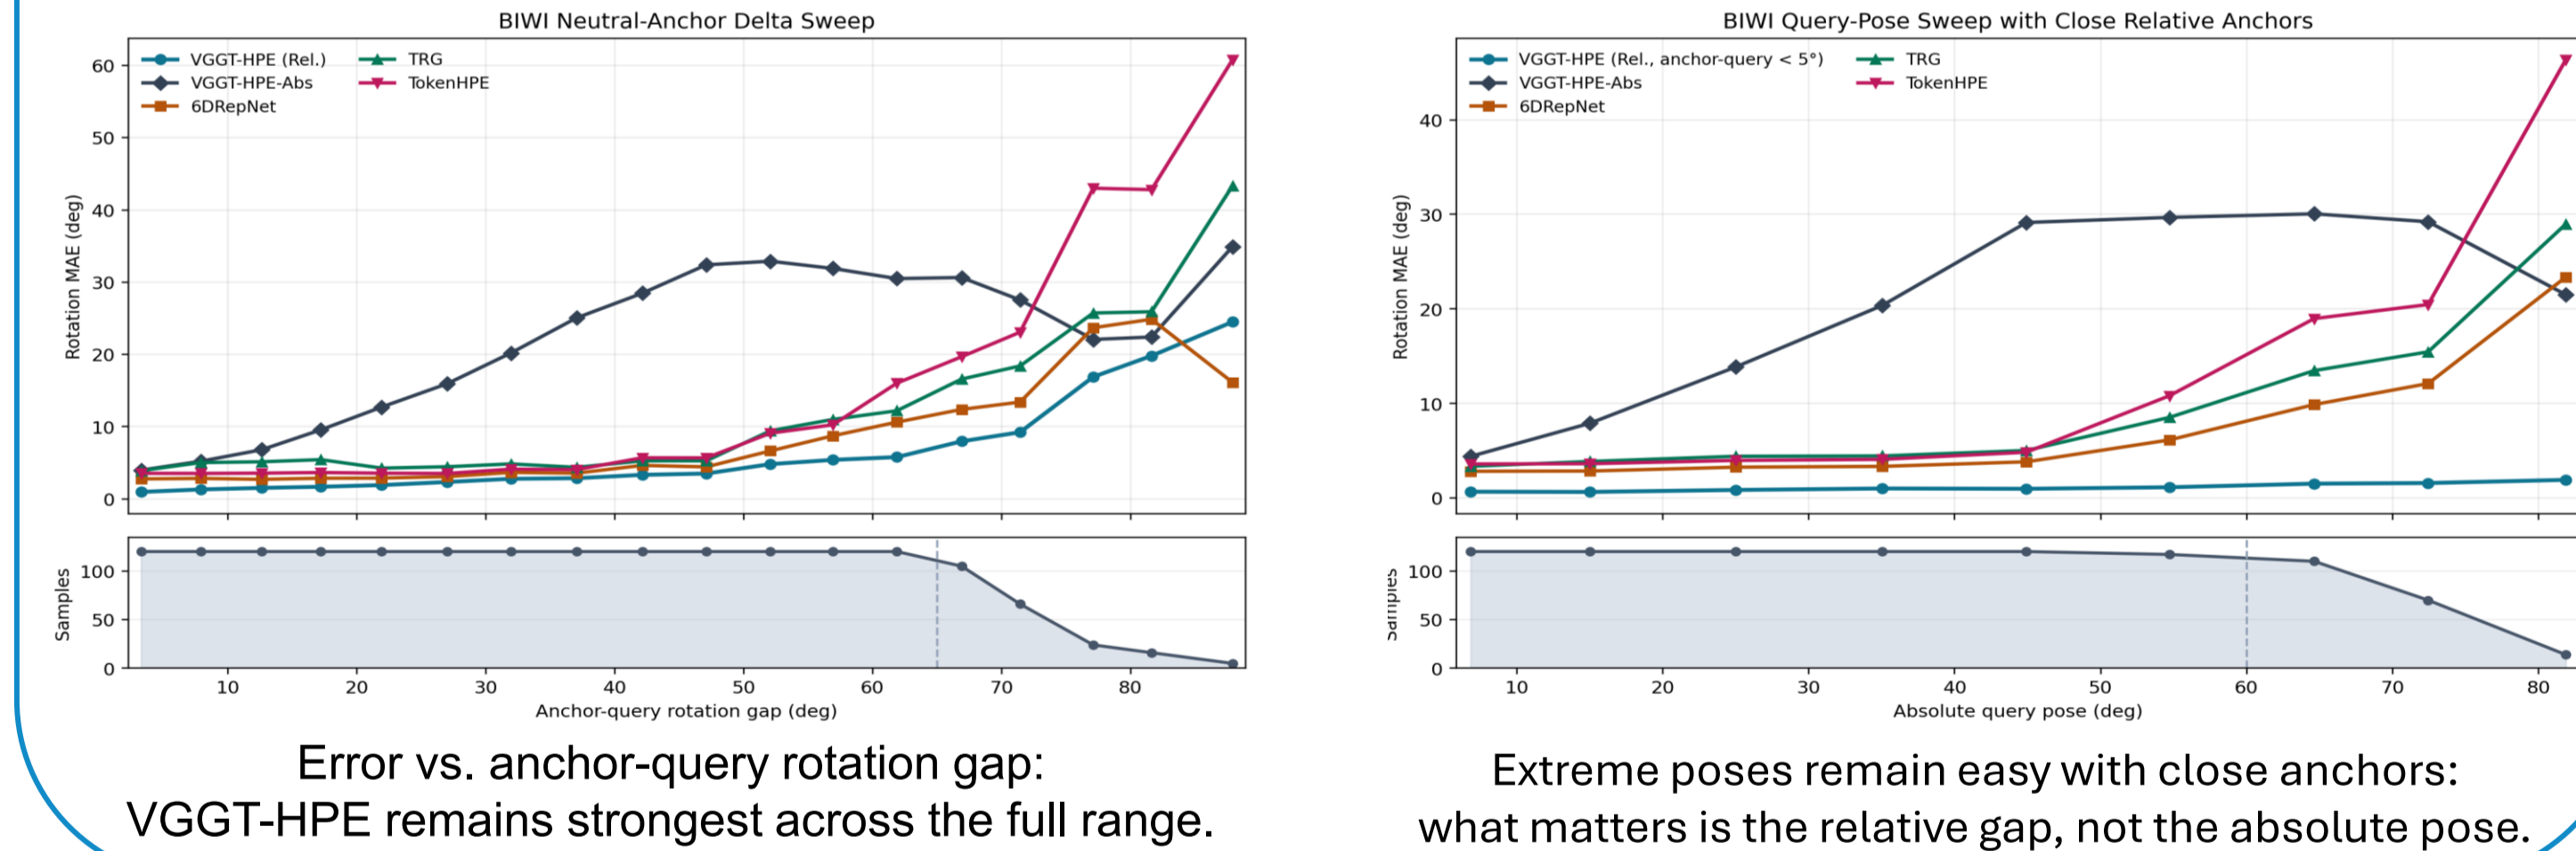 BIWI Neutral-Anchor Delta Sweep
VGGT-HPE (Rel.)
VGGT-HPE-Abs
6DRepNet
TRG
TokenHPE
Rotation MAE (deg)
60
50
40
30
20
10
0
Samples
100
50
0
10 20 30 40 50 60 70 80
Anchor-query rotation gap (deg)
Error vs. anchor-query rotation gap:
VGGT-HPE remains strongest across the full range.
BIWI Query-Pose Sweep with Close Relative Anchors
VGGT-HPE (Rel., anchor-query < 5°)
VGGT-HPE-Abs
6DRepNet
TRG
TokenHPE
Rotation MAE (deg)
40
30
20
10
0
Samples
100
50
0
10 20 30 40 50 60 70 80
Absolute query pose (deg)
Extreme poses remain easy with close anchors:
what matters is the relative gap, not the absolute pose.